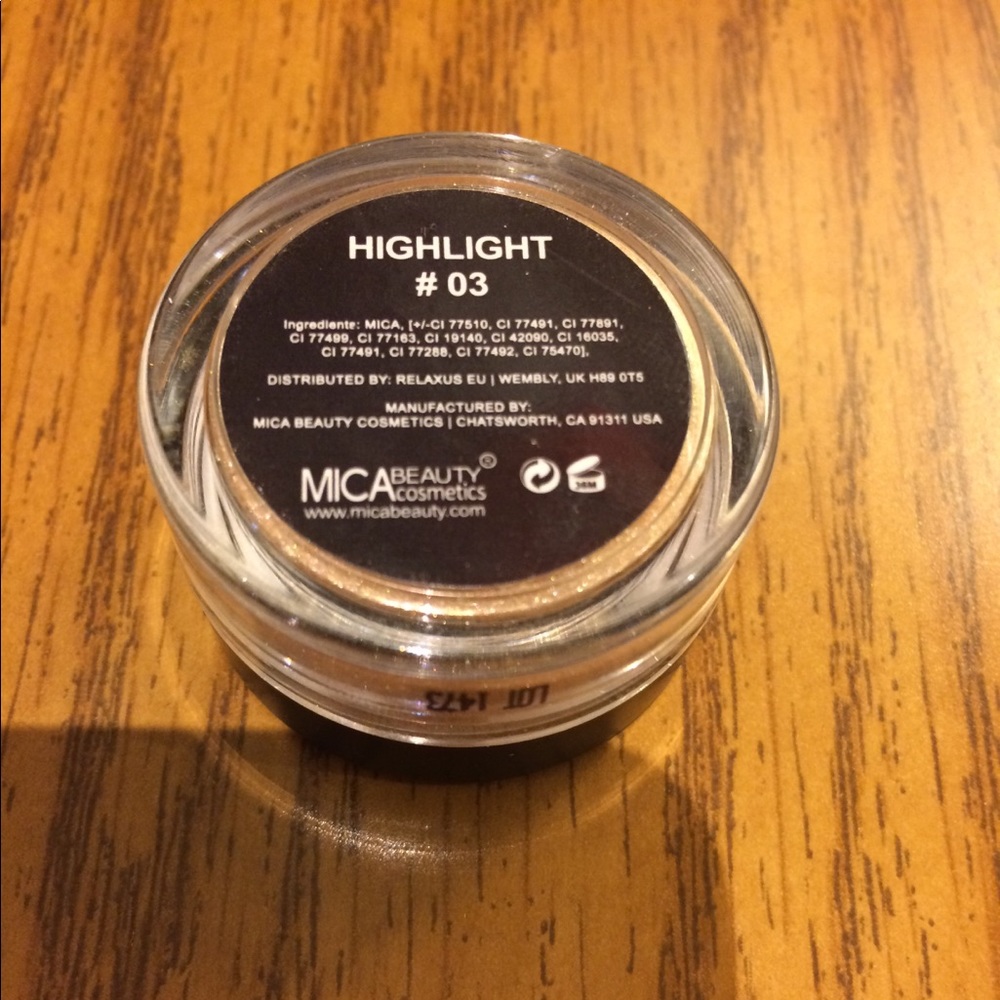 HIGHLIGHT
# 03
Ingrediente: MICA, [+/-CI 77510, CI 77491, CI 77891,
CI 77499, CI 77163, CI 19140, CI 42090, CI 16035,
CI 77491, CI 77288, CI 77492, CI 75470],
DISTRIBUTED BY: RELAXUS EU | WEMBLY, UK H89 0T5
MANUFACTURED BY:
MICA BEAUTY COSMETICS | CHATSWORTH, CA 91311 USA
MICA BEAUTY®
cosmetics
www.micabeauty.com
LOT 1473